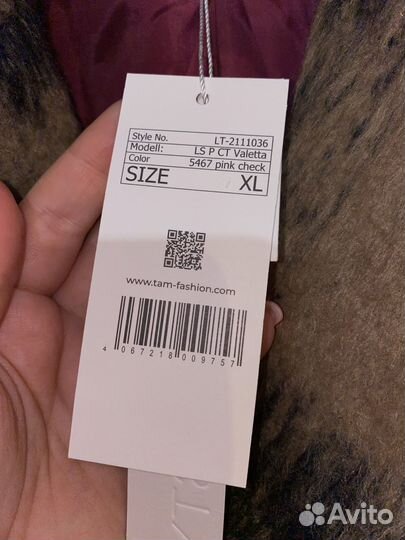 Style No. LT-2111036
Modell: LS P CT Valetta
Color 5467 pink check
SIZE XL
www.tam-fashion.com
4 067218 009757
Avito